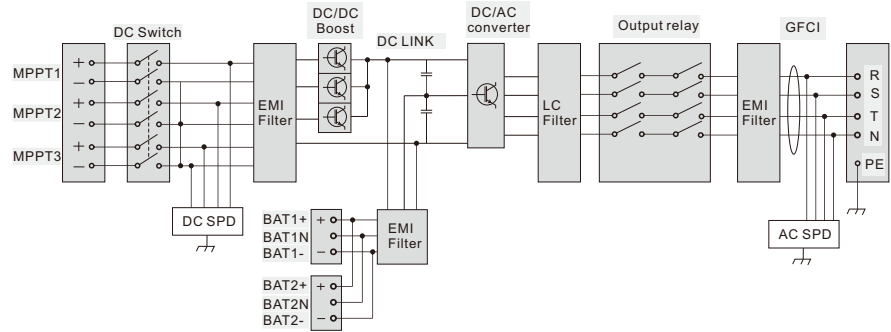 DC Switch
DC/DC
Boost
DC LINK
DC/AC
converter
Output relay
GFCI
MPPT1
+
−
MPPT2
+
−
MPPT3
+
−
EMI
Filter
LC
Filter
EMI
Filter
R
S
T
N
PE
DC SPD
AC SPD
BAT1+
BAT1N
BAT1-
+
−
EMI
Filter
BAT2+
BAT2N
BAT2-
+
−